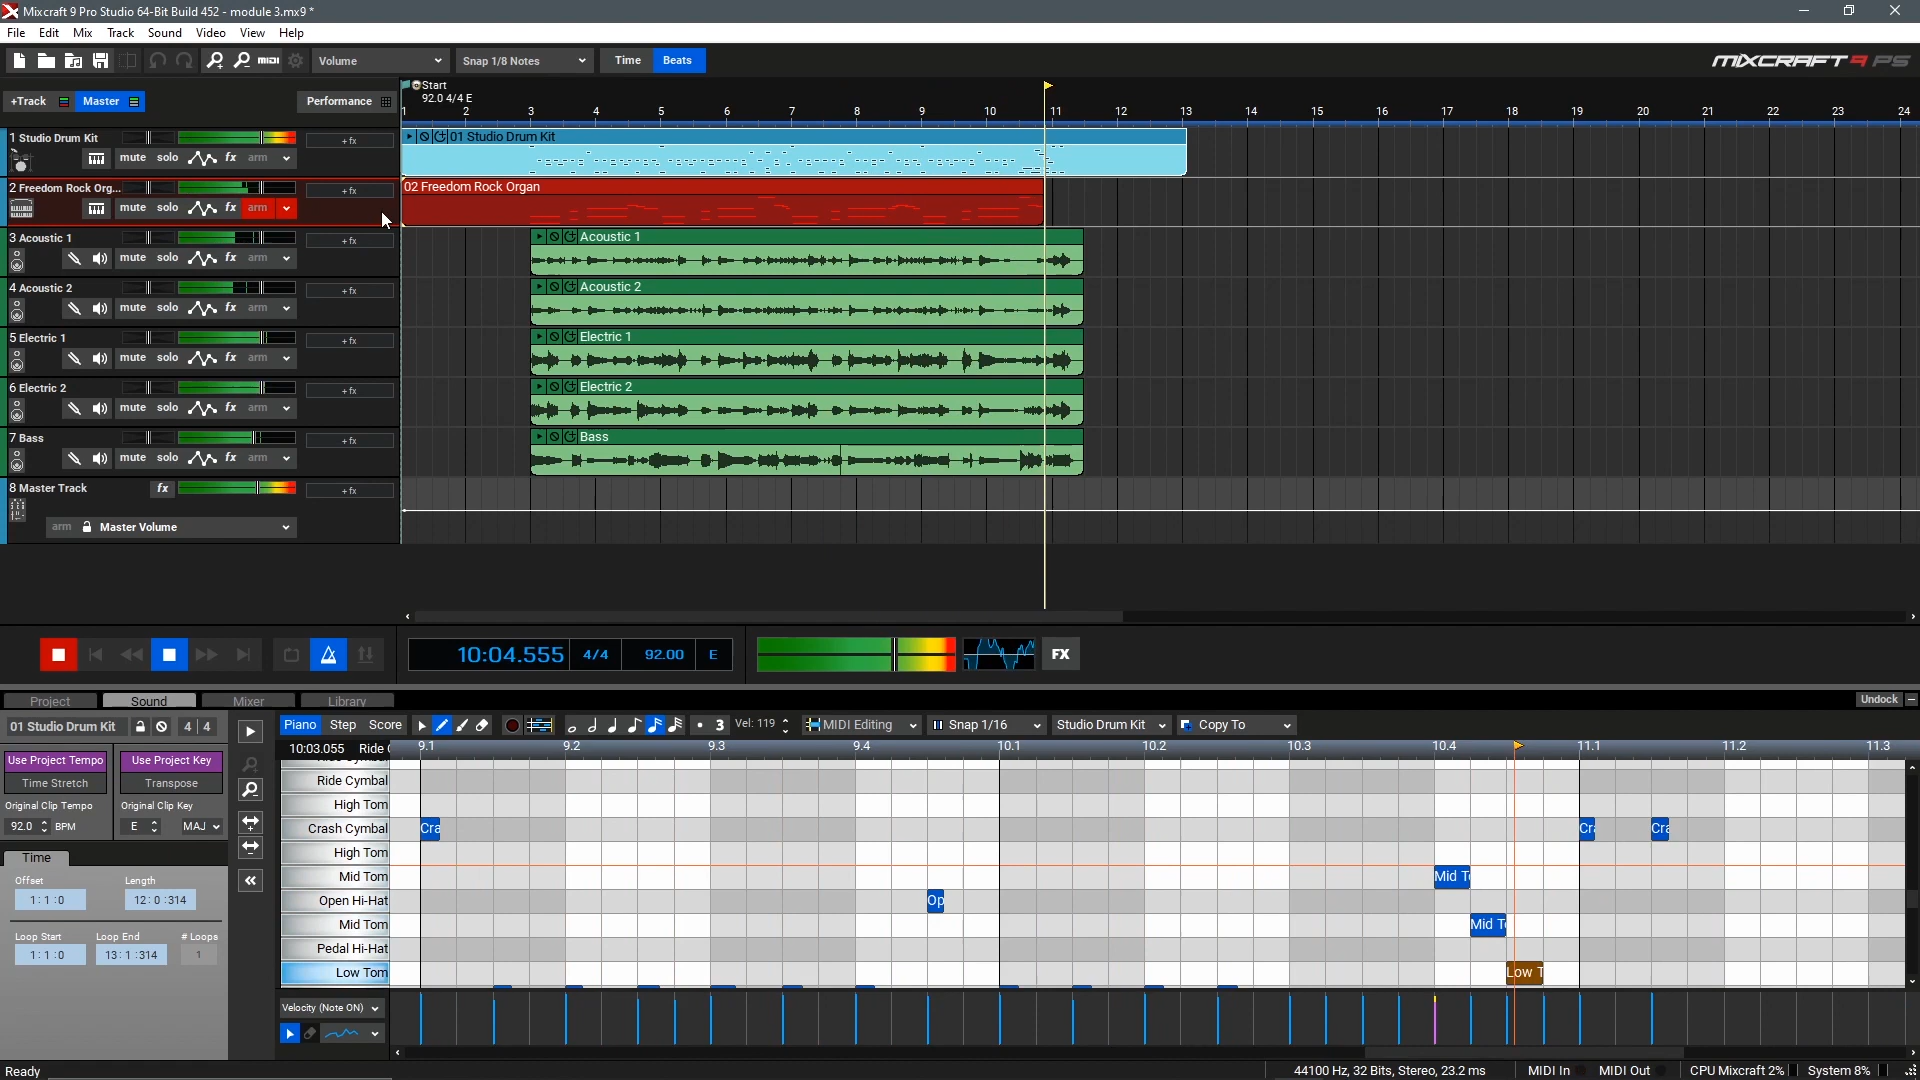 Mixcraft 9 Pro Studio 64-Bit Build 452 - module 3.mx9 *
File Edit Mix Track Sound Video View Help
MIDI Volume Snap 1/8 Notes Time Beats MIXCRAFT 9 PS
+Track Master Performance
Start
92.0 4/4 E
1 2 3 4 5 6 7 8 9 10 11 12 13 14 15 16 17 18 19 20 21 22 23 24
1 Studio Drum Kit +fx 01 Studio Drum Kit
mute solo fx arm
2 Freedom Rock Org... +fx 02 Freedom Rock Organ
mute solo fx arm
3 Acoustic 1 +fx Acoustic 1
mute solo fx arm
4 Acoustic 2 +fx Acoustic 2
mute solo fx arm
5 Electric 1 +fx Electric 1
mute solo fx arm
6 Electric 2 +fx Electric 2
mute solo fx arm
7 Bass +fx Bass
mute solo fx arm
8 Master Track fx +fx
arm Master Volume
10:04.555 4/4 92.00 E FX
Project Sound Mixer Library Undock
01 Studio Drum Kit 4 4 Piano Step Score 3 Vel: 119 MIDI Editing Snap 1/16 Studio Drum Kit Copy To
10:03.055 Ride 9.1 9.2 9.3 9.4 10.1 10.2 10.3 10.4 11.1 11.2 11.3
Use Project Tempo Use Project Key
Time Stretch Transpose
Original Clip Tempo Original Clip Key
92.0 BPM E MAJ
Time
Offset Length
1: 1 :0 12: 0 :314
Loop Start Loop End # Loops
1: 1 :0 13: 1 :314 1
Ride Cymbal
Ride Cymbal
High Tom
Crash Cymbal Cra Cra Cra
High Tom
Mid Tom Mid T
Open Hi-Hat Op
Mid Tom Mid T
Pedal Hi-Hat
Low Tom Low T
Velocity (Note ON)
Ready 44100 Hz, 32 Bits, Stereo, 23.2 ms MIDI In MIDI Out CPU Mixcraft 2% System 8%